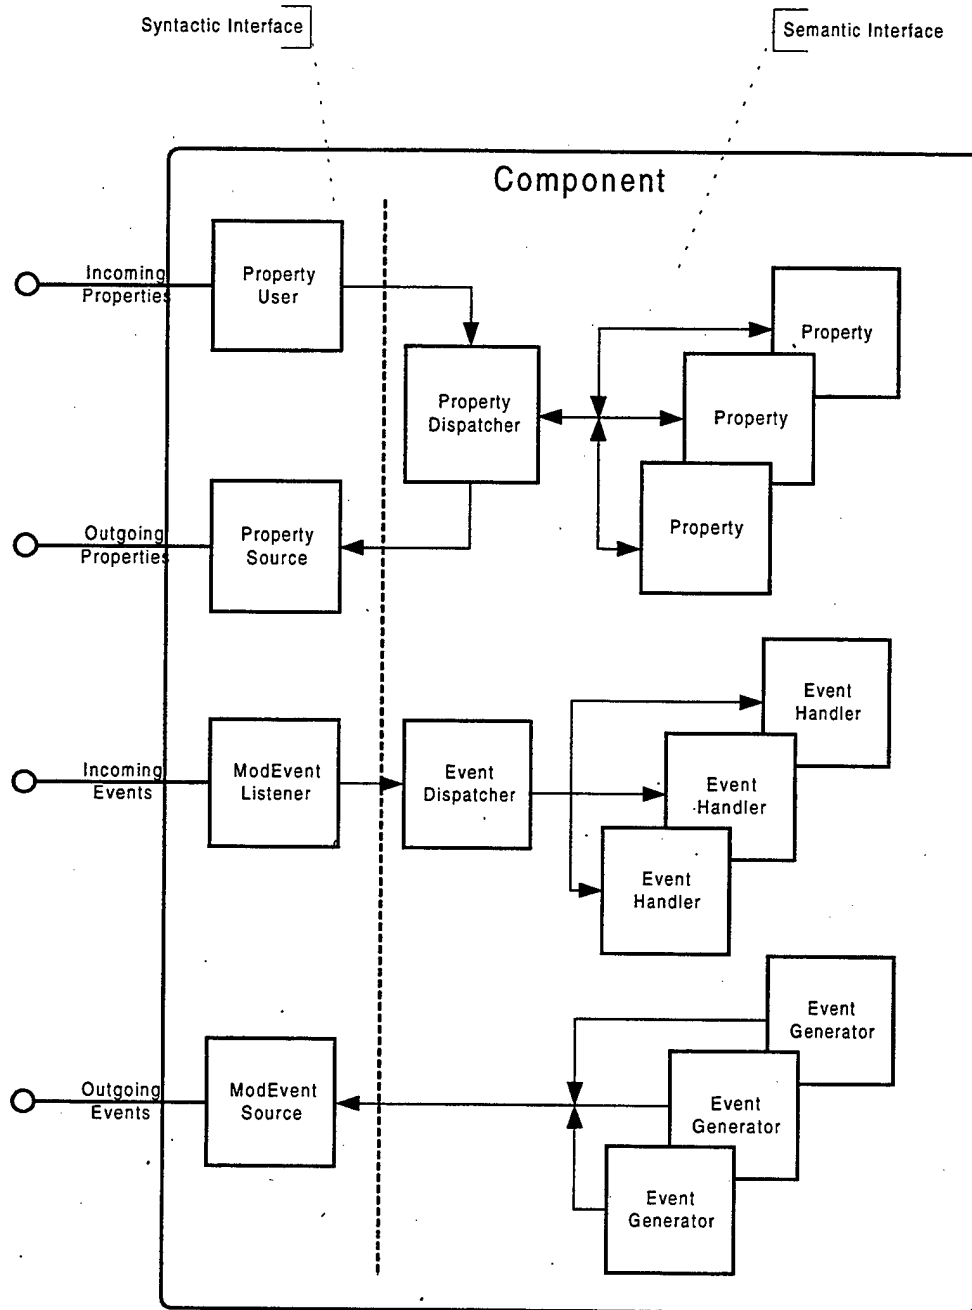 Syntactic Interface
Semantic Interface
Component
Incoming
Properties
Property
User
Property
Dispatcher
Property
Property
Property
Outgoing
Properties
Property
Source
Incoming
Events
ModEvent
Listener
Event
Dispatcher
Event
Handler
Event
Handler
Event
Handler
Outgoing
Events
ModEvent
Source
Event
Generator
Event
Generator
Event
Generator